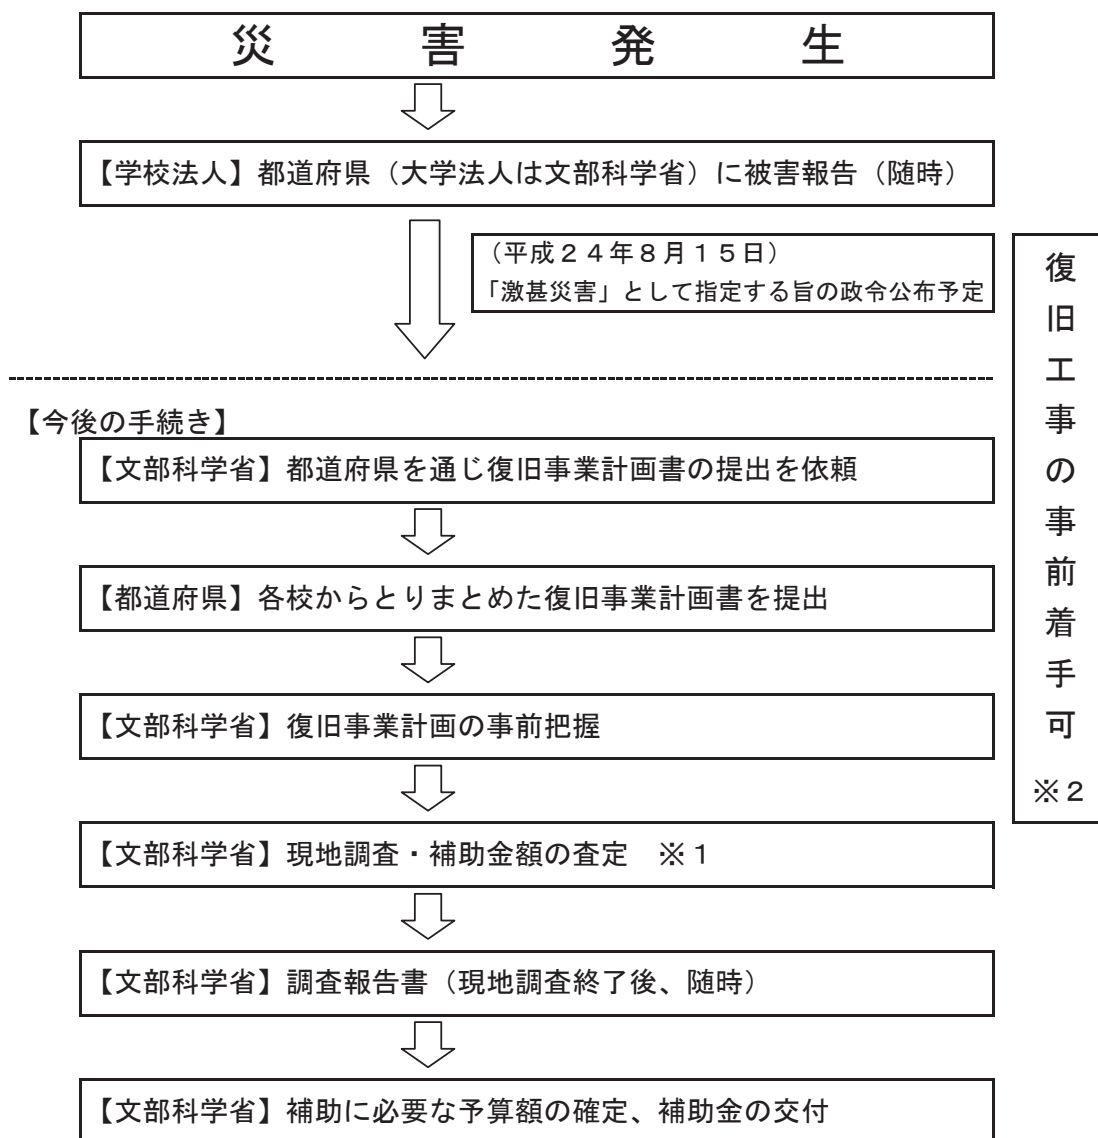 災害発生
【学校法人】都道府県（大学法人は文部科学省）に被害報告（随時）
（平成２４年８月１５日）
「激甚災害」として指定する旨の政令公布予定
【今後の手続き】
【文部科学省】都道府県を通じ復旧事業計画書の提出を依頼
【都道府県】各校からとりまとめた復旧事業計画書を提出
【文部科学省】復旧事業計画の事前把握
【文部科学省】現地調査・補助金額の査定　※１
【文部科学省】調査報告書（現地調査終了後、随時）
【文部科学省】補助に必要な予算額の確定、補助金の交付
復旧工事の事前着手可
※２